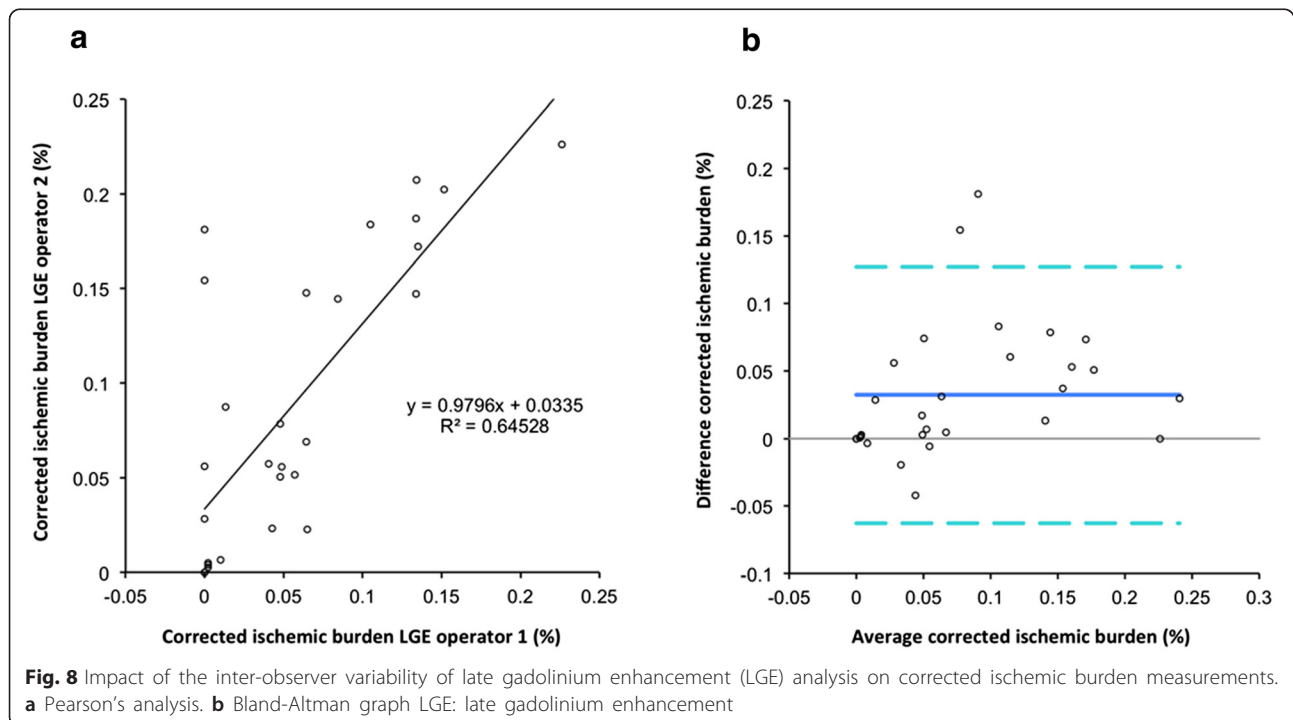 a
b
0.25
0.2
0.15
0.1
0.05
0
-0.05
0
0.05
0.1
0.15
0.2
0.25
Corrected ischemic burden LGE operator 2 (%)
Corrected ischemic burden LGE operator 1 (%)
y = 0.9796x + 0.0335
R² = 0.64528
0.25
0.2
0.15
0.1
0.05
0
-0.05
-0.1
-0.05
0
0.05
0.1
0.15
0.2
0.25
0.3
Difference corrected ischemic burden (%)
Average corrected ischemic burden (%)
Fig. 8 Impact of the inter-observer variability of late gadolinium enhancement (LGE) analysis on corrected ischemic burden measurements.
a Pearson's analysis. b Bland-Altman graph LGE: late gadolinium enhancement